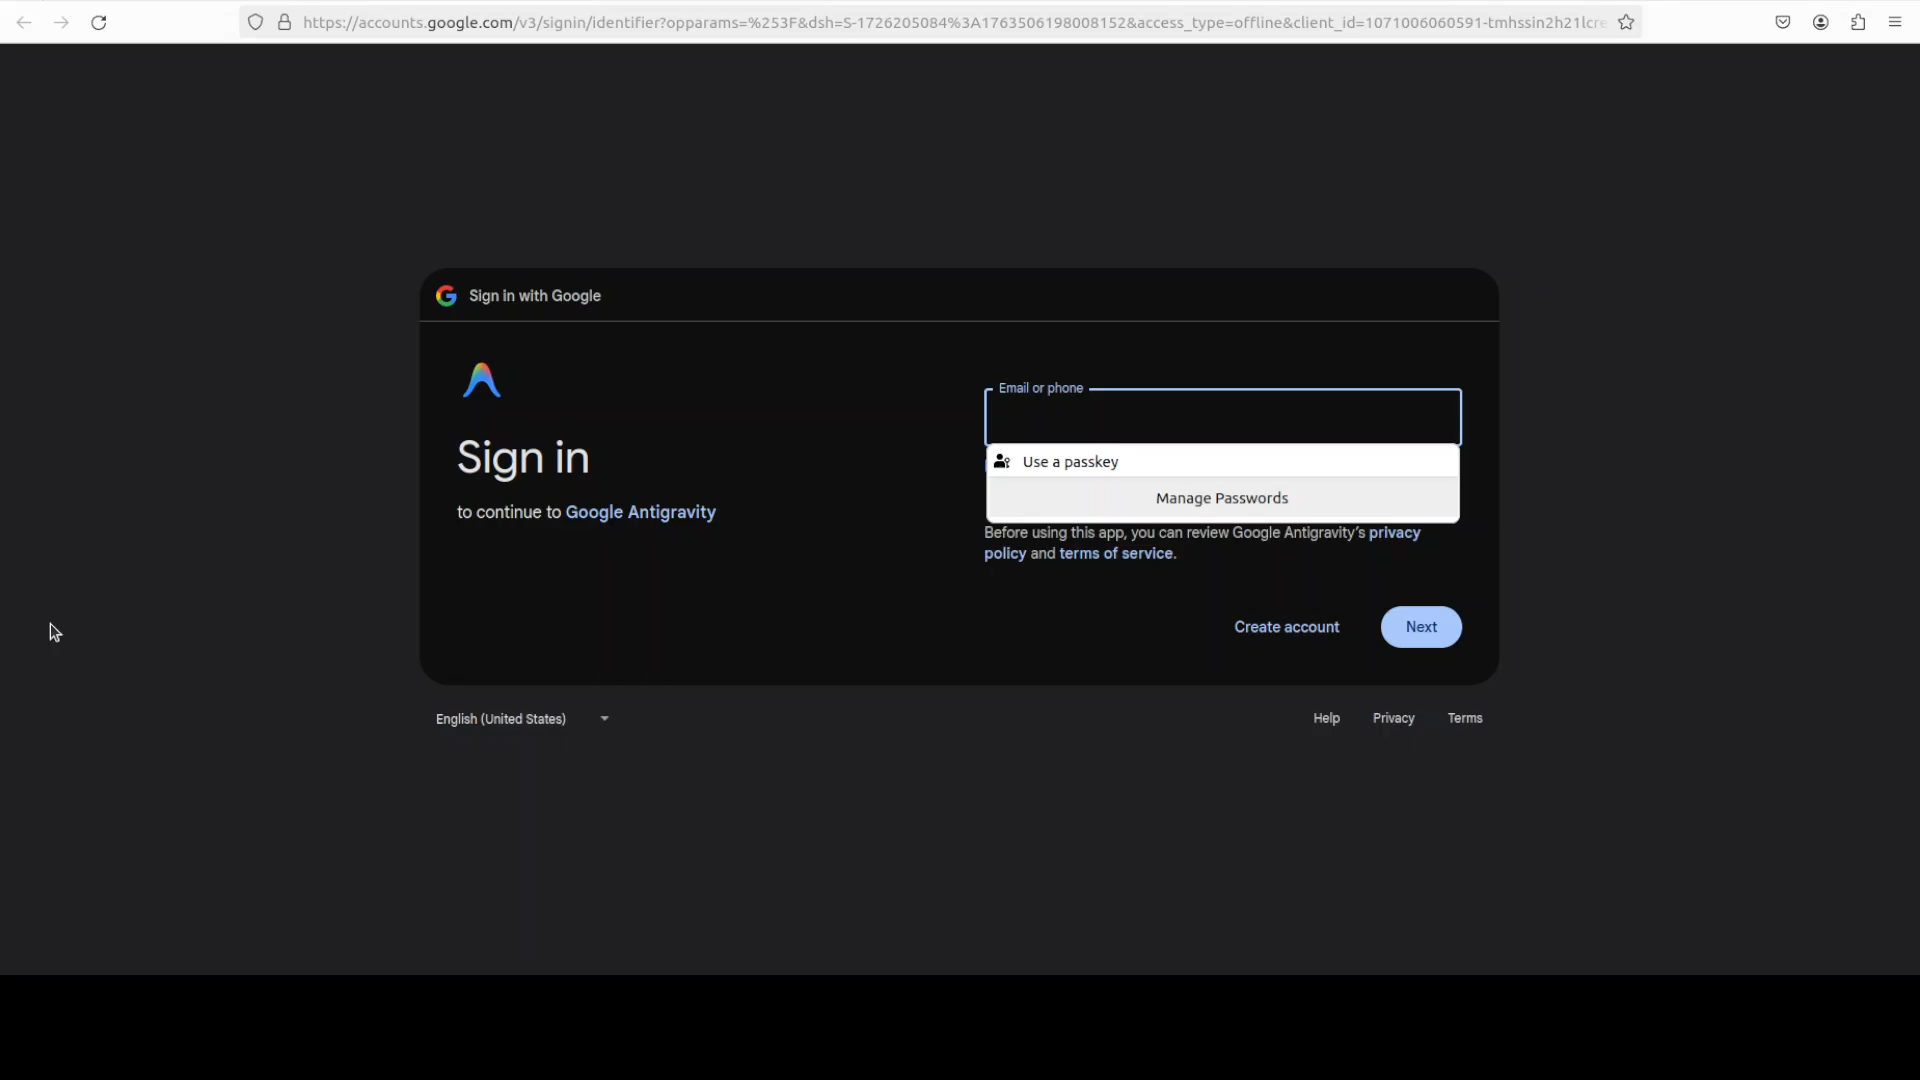 https://accounts.google.com/v3/signin/identifier?opparams=%253F&dsh=S-1726205084%3A1763506198008152&access_type=offline&client_id=1071006060591-tmhssin2h21lcre
Sign in with Google
Sign in
to continue to Google Antigravity
Email or phone
Use a passkey
Manage Passwords
Before using this app, you can review Google Antigravity's privacy
policy and terms of service.
Create account
Next
English (United States)
Help
Privacy
Terms